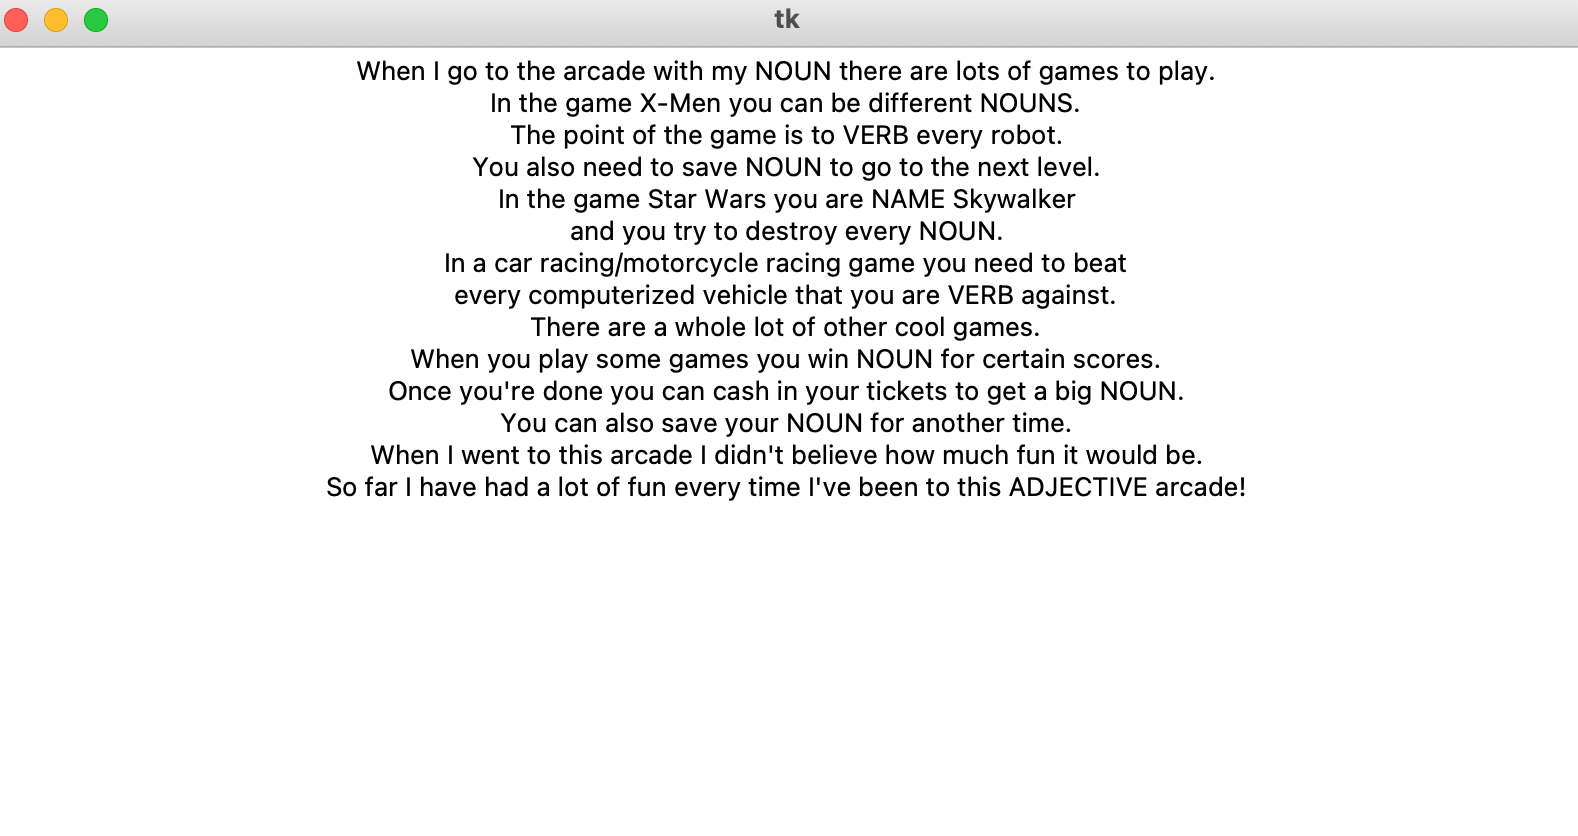 tk
When I go to the arcade with my NOUN there are lots of games to play.
In the game X-Men you can be different NOUNS.
The point of the game is to VERB every robot.
You also need to save NOUN to go to the next level.
In the game Star Wars you are NAME Skywalker
and you try to destroy every NOUN.
In a car racing/motorcycle racing game you need to beat
every computerized vehicle that you are VERB against.
There are a whole lot of other cool games.
When you play some games you win NOUN for certain scores.
Once you're done you can cash in your tickets to get a big NOUN.
You can also save your NOUN for another time.
When I went to this arcade I didn't believe how much fun it would be.
So far I have had a lot of fun every time I've been to this ADJECTIVE arcade!